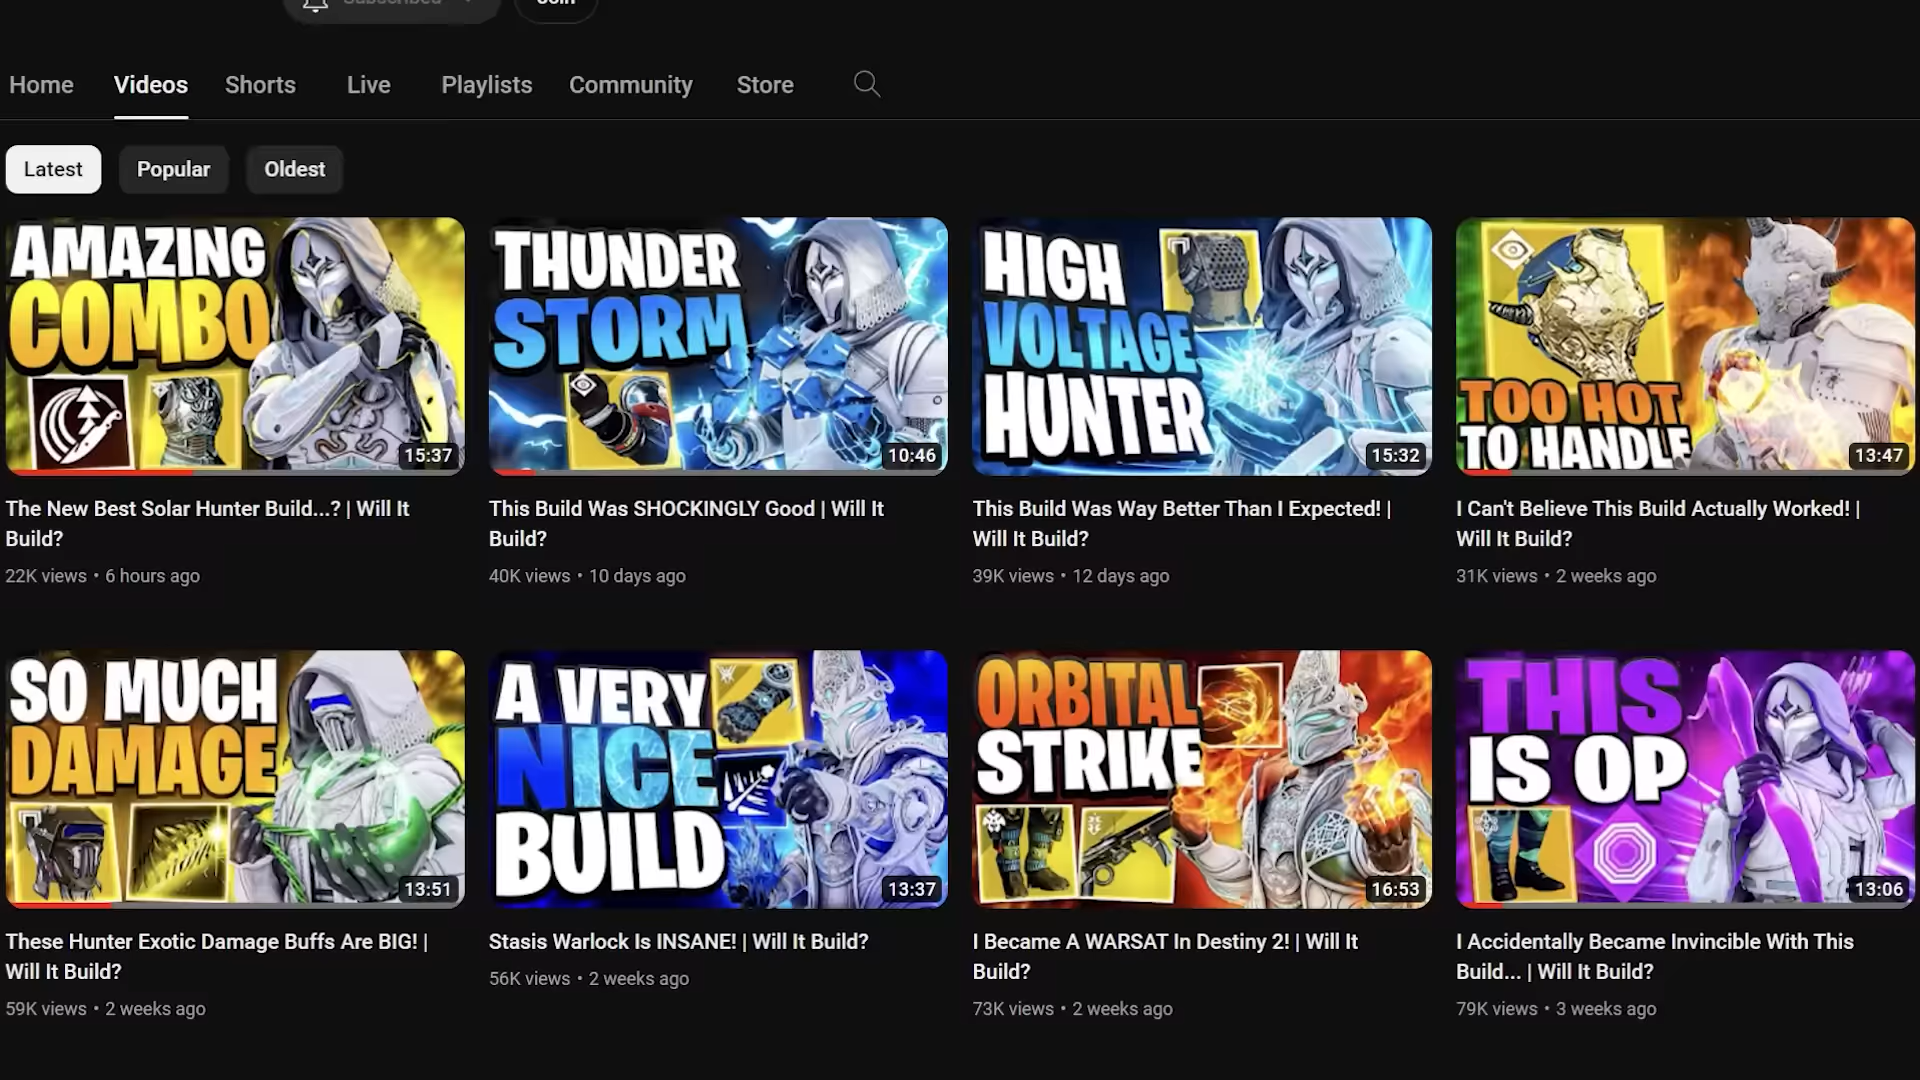 Subscribed
Join
Home
Videos
Shorts
Live
Playlists
Community
Store
Latest
Popular
Oldest
AMAZING
COMBO
15:37
The New Best Solar Hunter Build...? | Will It
Build?
22K views • 6 hours ago
THUNDER
STORM
10:46
This Build Was SHOCKINGLY Good | Will It
Build?
40K views • 10 days ago
HIGH
VOLTAGE
HUNTER
15:32
This Build Was Way Better Than I Expected! |
Will It Build?
39K views • 12 days ago
TOO HOT
TO HANDLE
13:47
I Can't Believe This Build Actually Worked! |
Will It Build?
31K views • 2 weeks ago
SO MUCH
DAMAGE
13:51
These Hunter Exotic Damage Buffs Are BIG! |
Will It Build?
59K views • 2 weeks ago
A VERY
NICE
BUILD
13:37
Stasis Warlock Is INSANE! | Will It Build?
56K views • 2 weeks ago
ORBITAL
STRIKE
16:53
I Became A WARSAT In Destiny 2! | Will It
Build?
73K views • 2 weeks ago
THIS
IS OP
13:06
I Accidentally Became Invincible With This
Build... | Will It Build?
79K views • 3 weeks ago